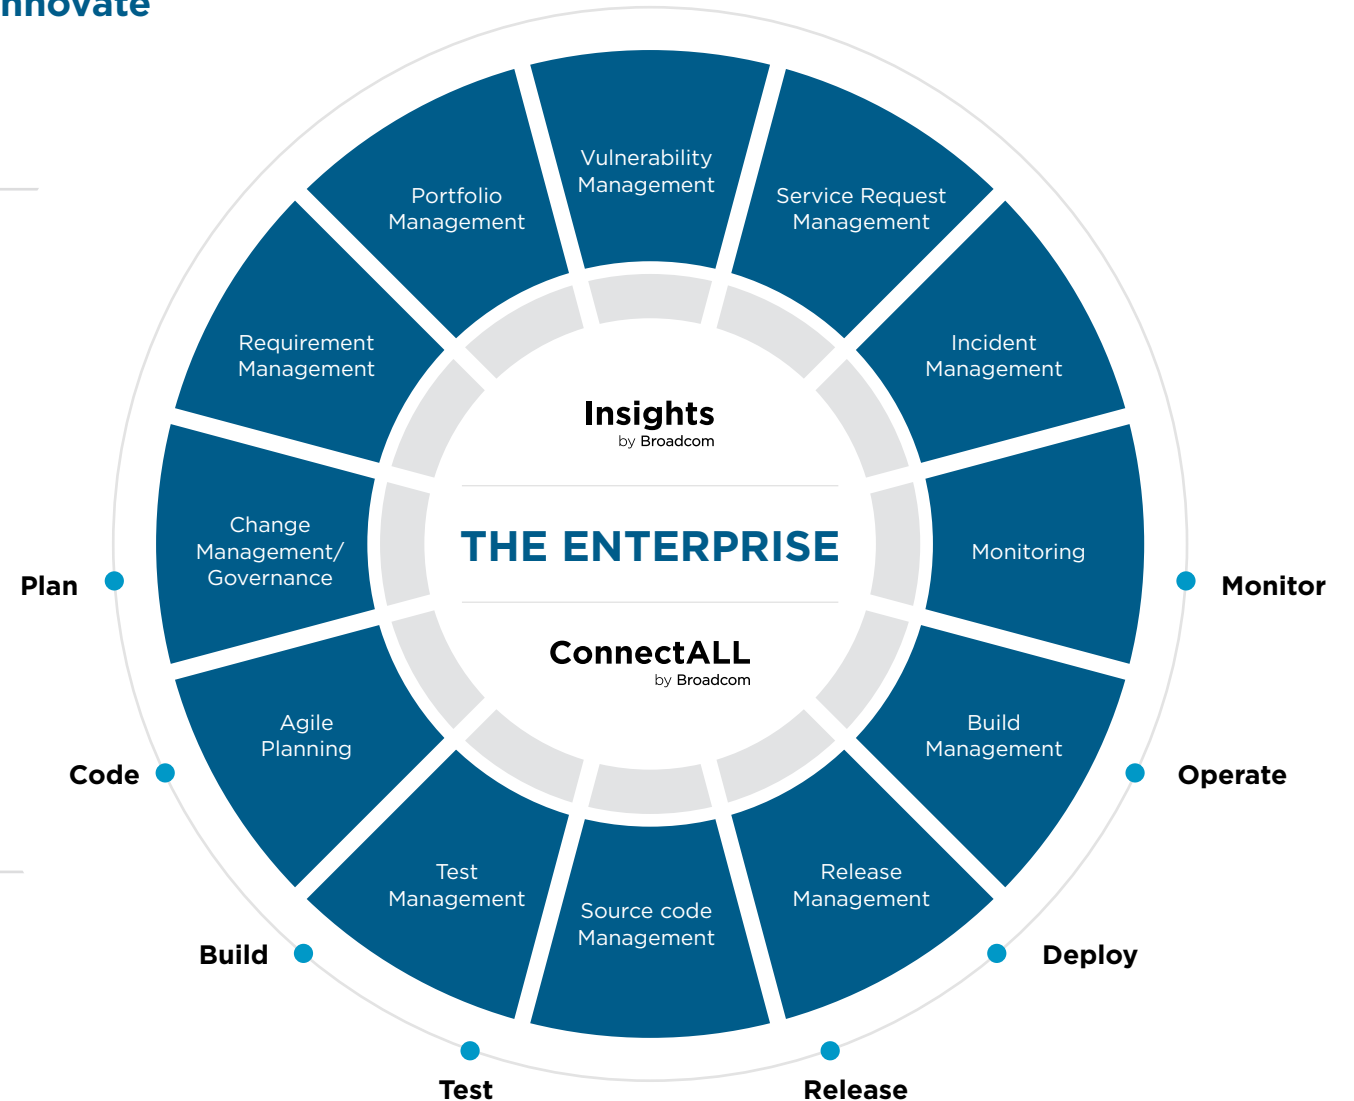 Vulnerability
Management
Portfolio
Management
Service Request
Management
Requirement
Management
Incident
Management
Insights
by Broadcom
Change
Management/
Governance
THE ENTERPRISE
Monitoring
Plan
Monitor
ConnectALL
by Broadcom
Agile
Planning
Build
Management
Code
Operate
Test
Management
Release
Management
Source code
Management
Build
Deploy
Test
Release